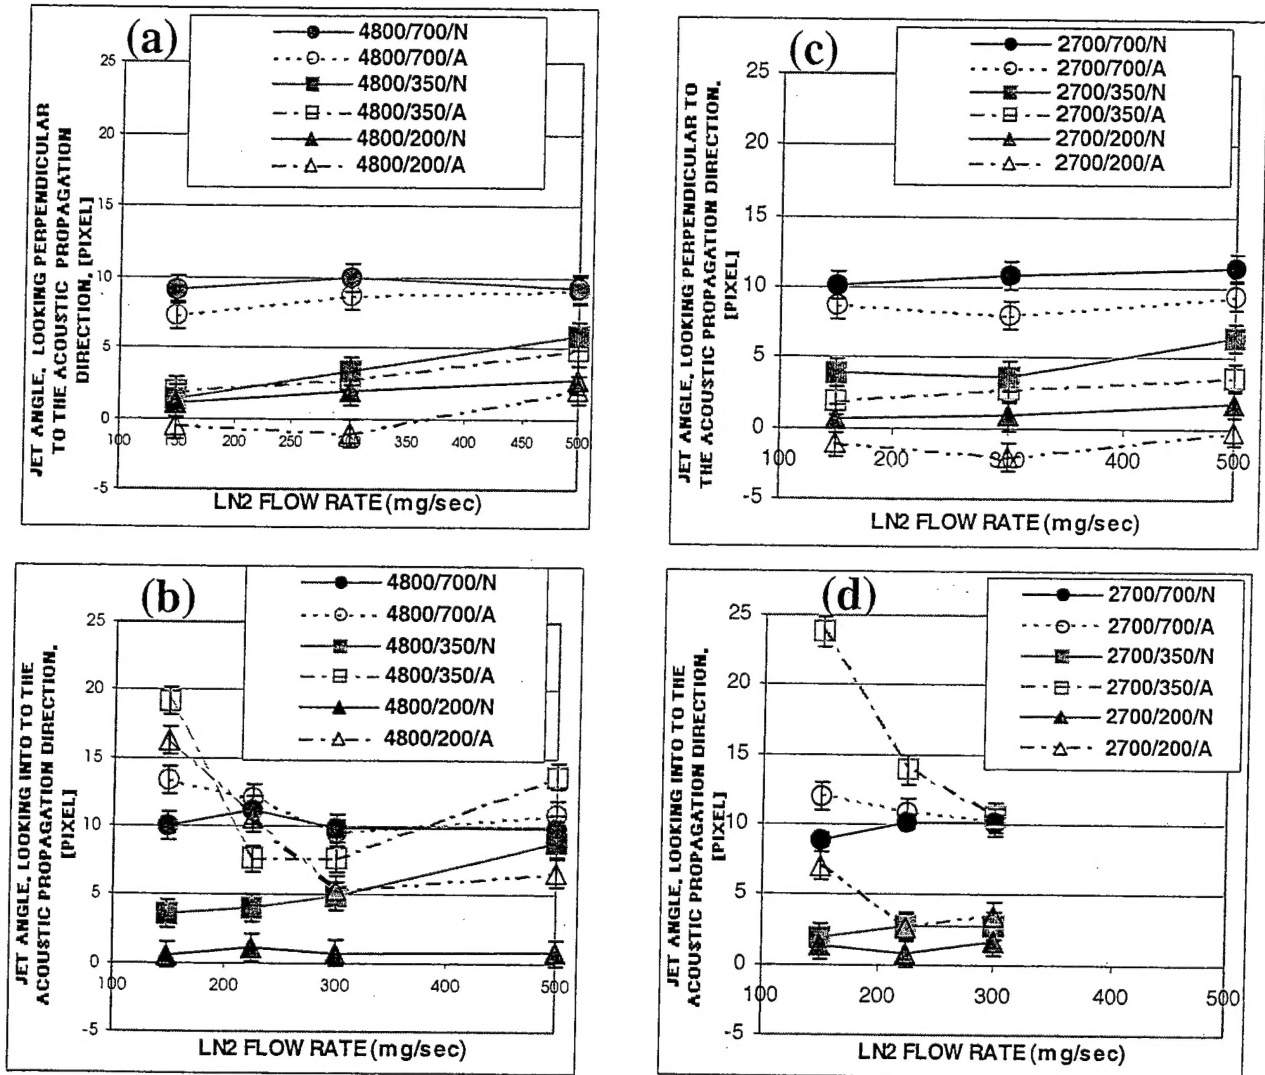 (a)
4800/700/N
4800/700/A
4800/350/N
4800/350/A
4800/200/N
4800/200/A
25
20
15
10
5
0
-5
100
150
200
250
300
350
400
450
500
JET ANGLE, LOOKING PERPENDICULAR
TO THE ACOUSTIC PROPAGATION
DIRECTION. [PIXEL]
LN2 FLOW RATE (mg/sec)
(c)
2700/700/N
2700/700/A
2700/350/N
2700/350/A
2700/200/N
2700/200/A
25
20
15
10
5
0
-5
100
200
300
400
500
JET ANGLE, LOOKING PERPENDICULAR TO
THE ACOUSTIC PROPAGATION DIRECTION.
[PIXEL]
LN2 FLOW RATE (mg/sec)
(b)
4800/700/N
4800/700/A
4800/350/N
4800/350/A
4800/200/N
4800/200/A
25
20
15
10
5
0
-5
100
200
300
400
500
JET ANGLE, LOOKING INTO TO THE
ACOUSTIC PROPAGATION DIRECTION.
[PIXEL]
LN2 FLOW RATE (mg/sec)
(d)
2700/700/N
2700/700/A
2700/350/N
2700/350/A
2700/200/N
2700/200/A
25
20
15
10
5
0
-5
100
200
300
400
500
JET ANGLE, LOOKING INTO TO THE
ACOUSTIC PROPAGATION DIRECTION.
[PIXEL]
LN2 FLOW RATE (mg/sec)